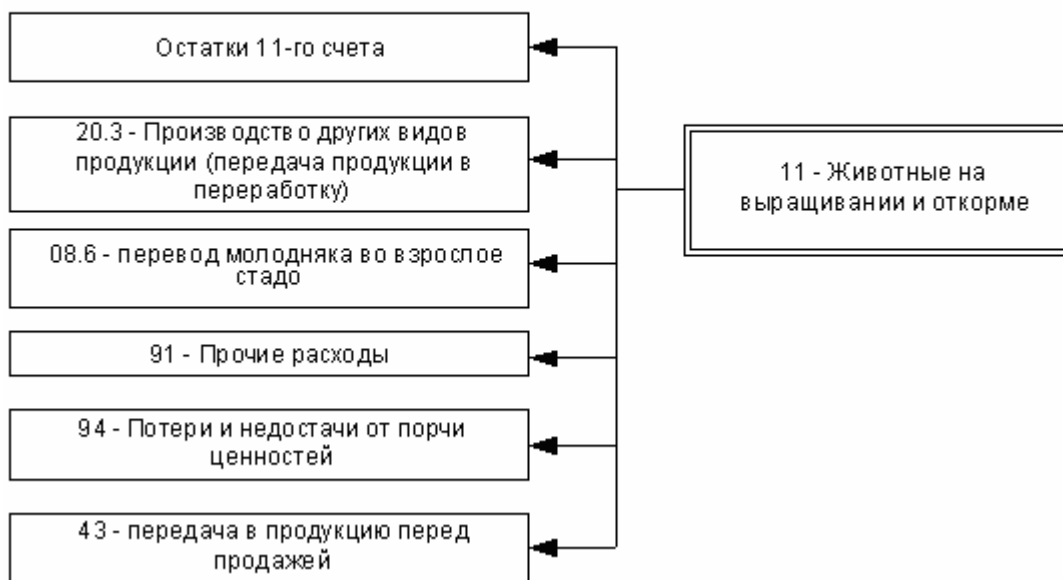 Остатки 11-го счета
20.3 - Производство других видов
продукции (передача продукции в
переработку)
08.6 - перевод молодняка во взрослое
стадо
91 - Прочие расходы
94 - Потери и недостачи от порчи
ценностей
43 - передача в продукцию перед
продажей
11 - Животные на
выращивании и откорме